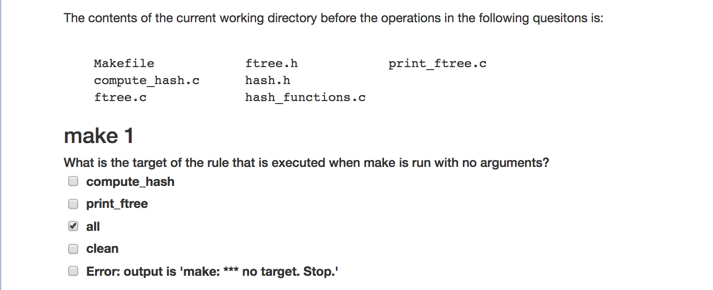 The contents of the current working directory before the operations in the following quesitons is:
Makefile ftree.h print_ftree.c
compute_hash.c hash.h
ftree.c hash_functions.c
make 1
What is the target of the rule that is executed when make is run with no arguments?
compute_hash
print_ftree
all
clean
Error: output is 'make: *** no target. Stop.'